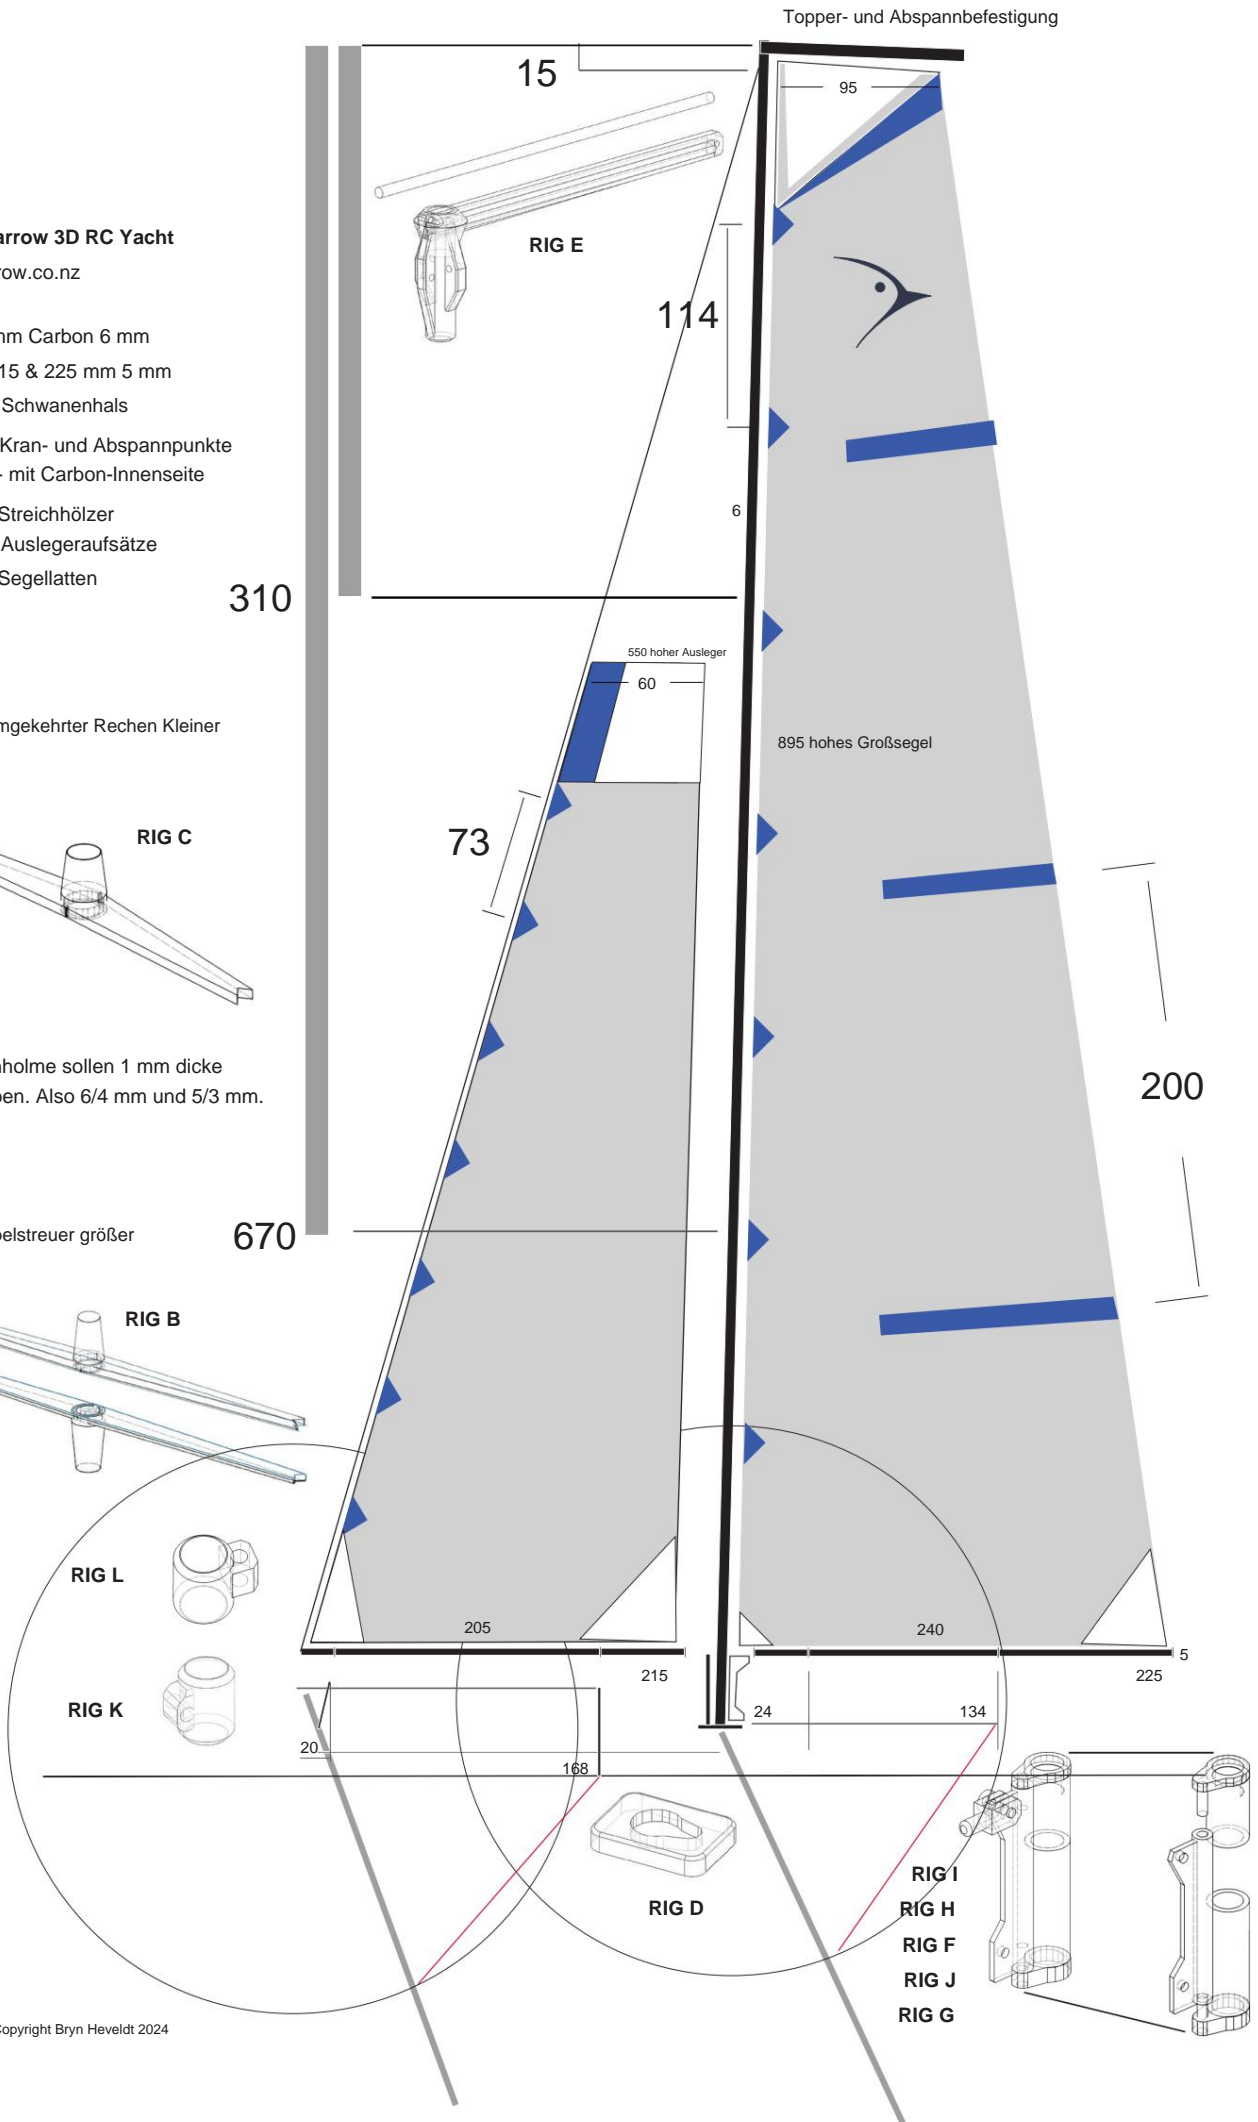 Topper- und Abspannbefestigung
15
95
arrow 3D RC Yacht
row.co.nz
RIG E
114
nm Carbon 6 mm
15 & 225 mm 5 mm
Schwanenhals
Kran- und Abspannpunkte
- mit Carbon-Innenseite
Streichhölzer
Auslegeraufsätze
Segellatten
6
310
550 hoher Ausleger
60
mgekehrter Rechen Kleiner
895 hohes Großsegel
RIG C
73
nholme sollen 1 mm dicke
ben. Also 6/4 mm und 5/3 mm.
200
pelstreuer größer
670
RIG B
RIG L
205
240
5
215
225
RIG K
24
134
20
168
RIG D
RIG I
RIG H
RIG F
RIG J
RIG G
Copyright Bryn Heveldt 2024